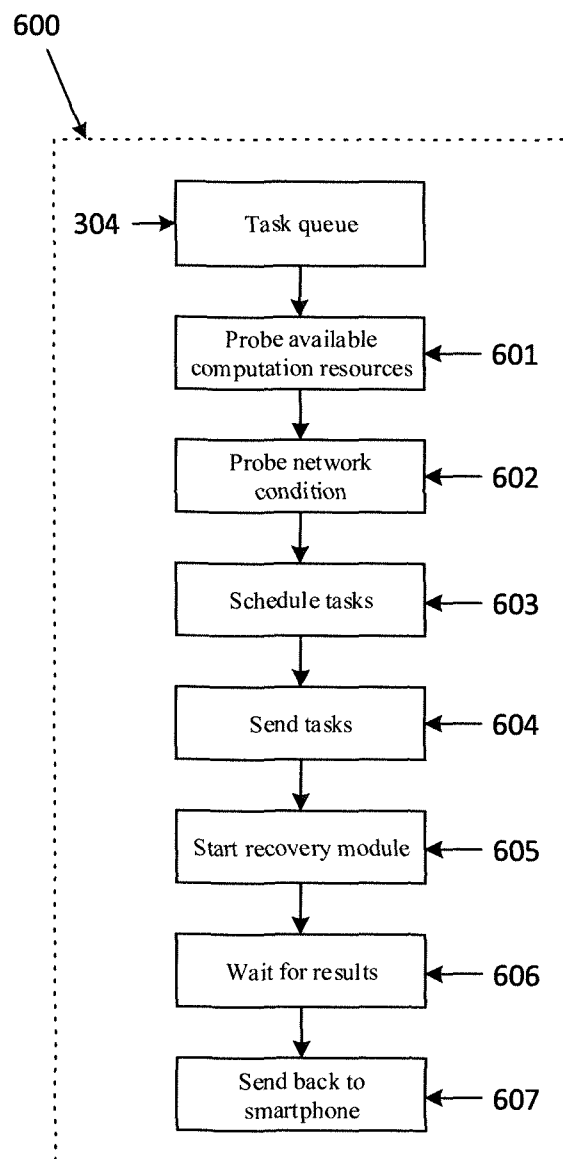 600
304
Task queue
Probe available
computation resources
601
Probe network
condition
602
Schedule tasks
603
Send tasks
604
Start recovery module
605
Wait for results
606
Send back to
smartphone
607